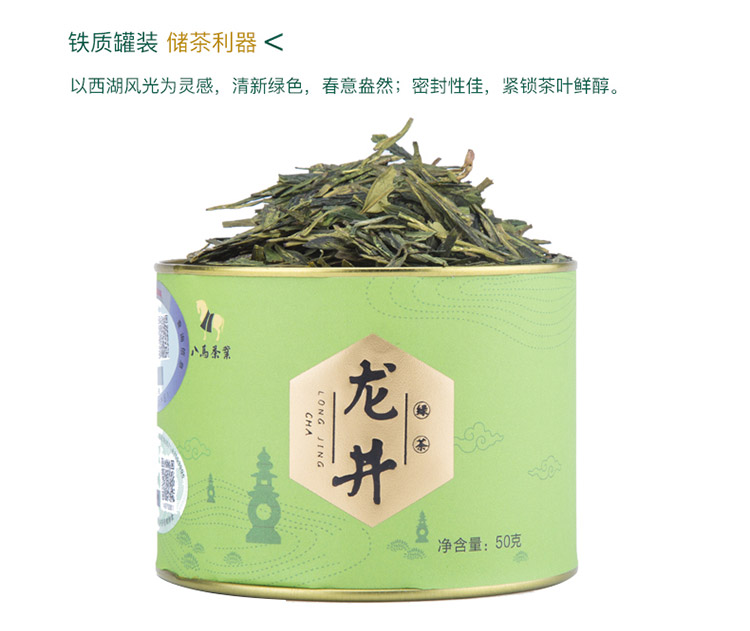 铁质罐装 储茶利器 <
以西湖风光为灵感，清新绿色，春意盎然；密封性佳，紧锁茶叶鲜醇。
八马茶业
龙井
LONG JING
CHA
綠茶
净含量：50克